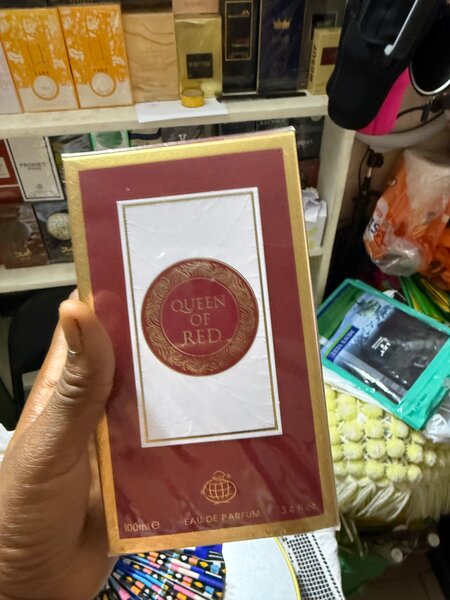 QUEEN
OF
RED
100ml e
EAU DE PARFUM
3.4 fl oz